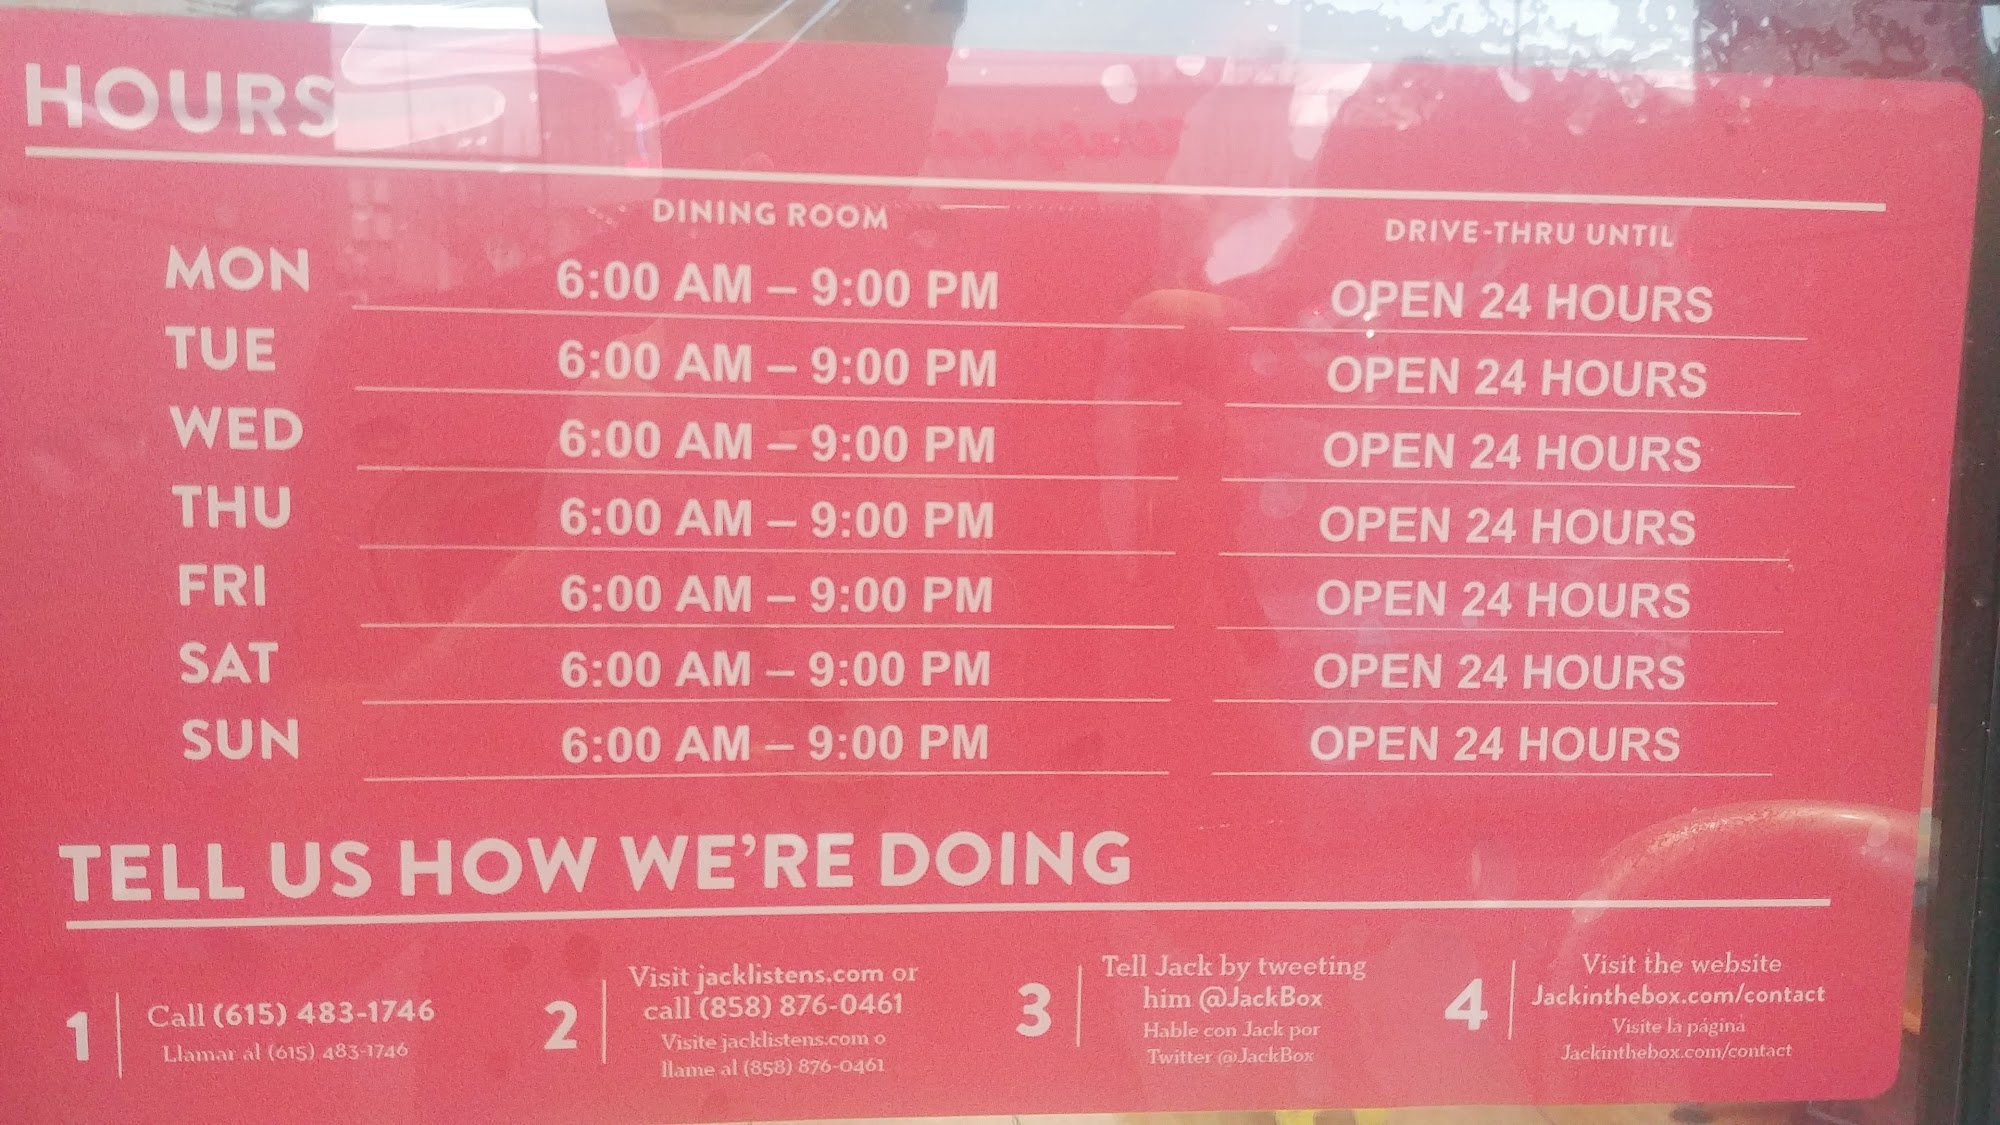 HOURS
DINING ROOM DRIVE-THRU UNTIL
MON 6:00 AM – 9:00 PM OPEN 24 HOURS
TUE 6:00 AM – 9:00 PM OPEN 24 HOURS
WED 6:00 AM – 9:00 PM OPEN 24 HOURS
THU 6:00 AM – 9:00 PM OPEN 24 HOURS
FRI 6:00 AM – 9:00 PM OPEN 24 HOURS
SAT 6:00 AM – 9:00 PM OPEN 24 HOURS
SUN 6:00 AM – 9:00 PM OPEN 24 HOURS
TELL US HOW WE'RE DOING
1
Call (615) 483-1746
Llamar al (615) 483-1746
2
Visit jacklistens.com or
call (858) 876-0461
Visite jacklistens.com o
llame al (858) 876-0461
3
Tell Jack by tweeting
him @JackBox
Hable con Jack por
Twitter @JackBox
4
Visit the website
Jackinthebox.com/contact
Visite la página
Jackinthebox.com/contact